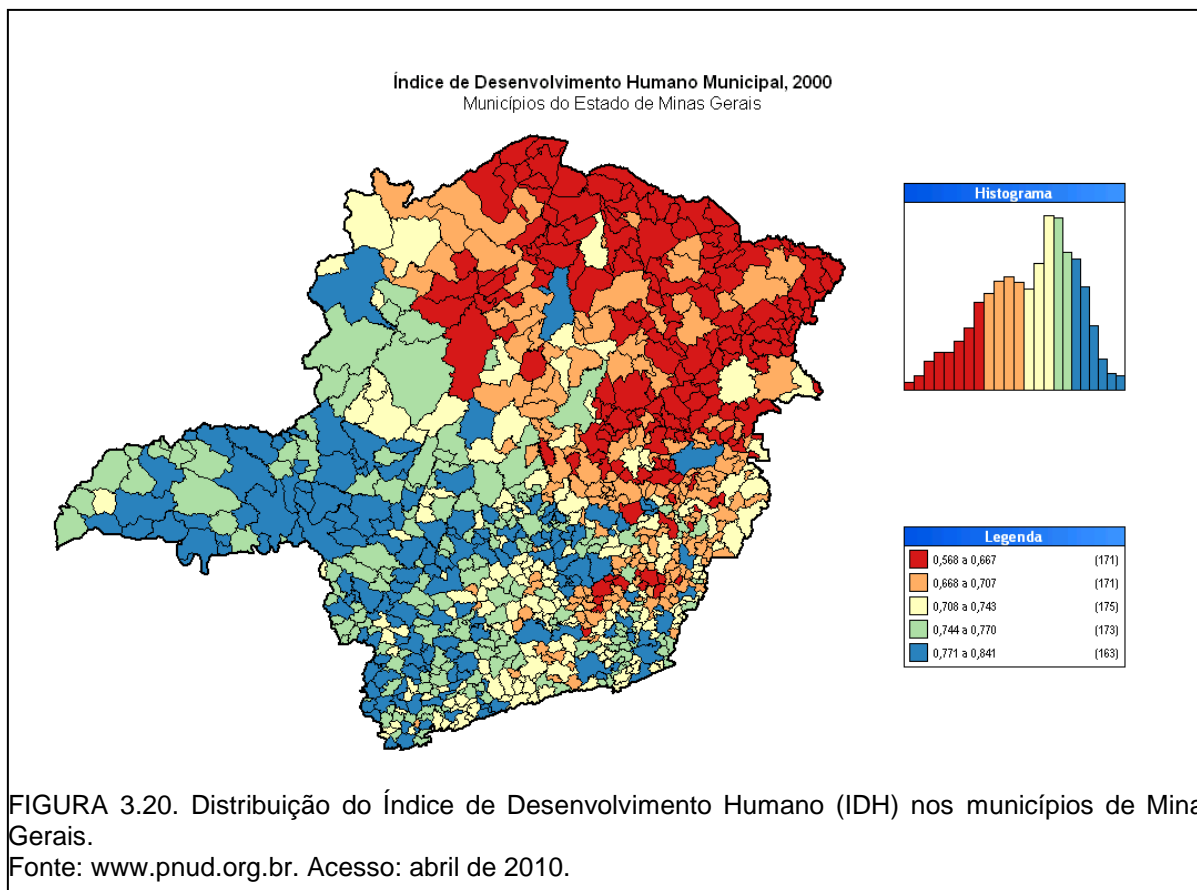 Índice de Desenvolvimento Humano Municipal, 2000
Municípios do Estado de Minas Gerais
Histograma
Legenda
0,568 a 0,667 (171)
0,668 a 0,707 (171)
0,708 a 0,743 (175)
0,744 a 0,770 (173)
0,771 a 0,841 (163)
FIGURA 3.20. Distribuição do Índice de Desenvolvimento Humano (IDH) nos municípios de Mina
Gerais.
Fonte: www.pnud.org.br. Acesso: abril de 2010.